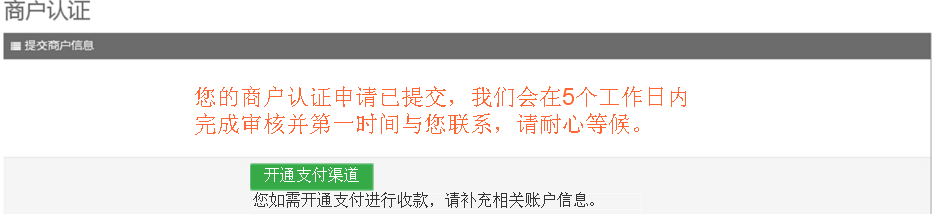 商户认证
提交商户信息
您的商户认证申请已提交，我们会在5个工作日内
完成审核并第一时间与您联系，请耐心等候。
开通支付渠道
您如需开通支付进行收款，请补充相关账户信息。